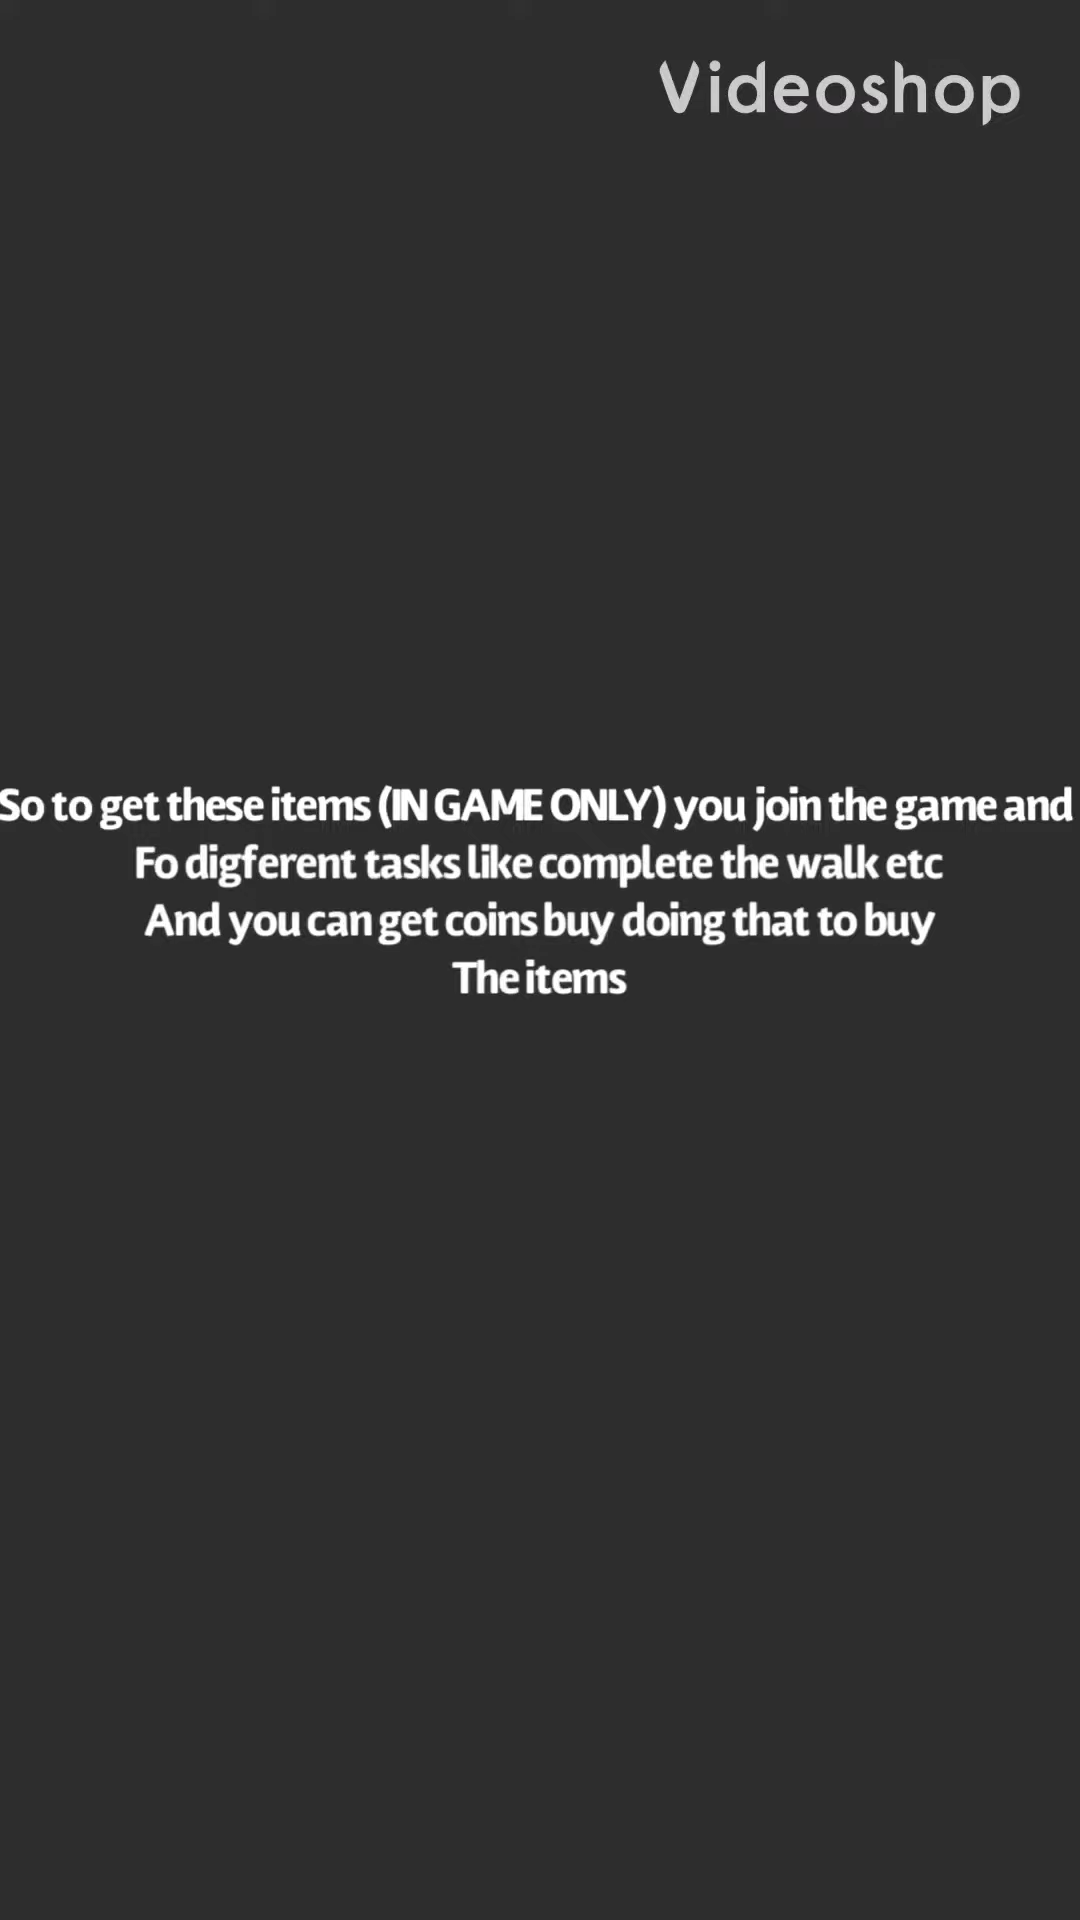 Videoshop
So to get these items (IN GAME ONLY) you join the game and
Fo digferent tasks like complete the walk etc
And you can get coins buy doing that to buy
The items